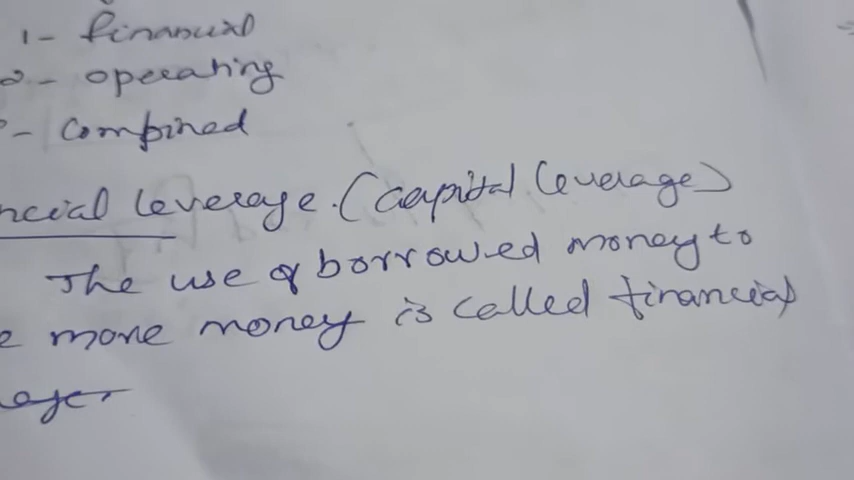 1- financial
2- operating
- Combined
ncial leverage. (Capital Leverage)
The use of borrowed money to
e more money is called financial